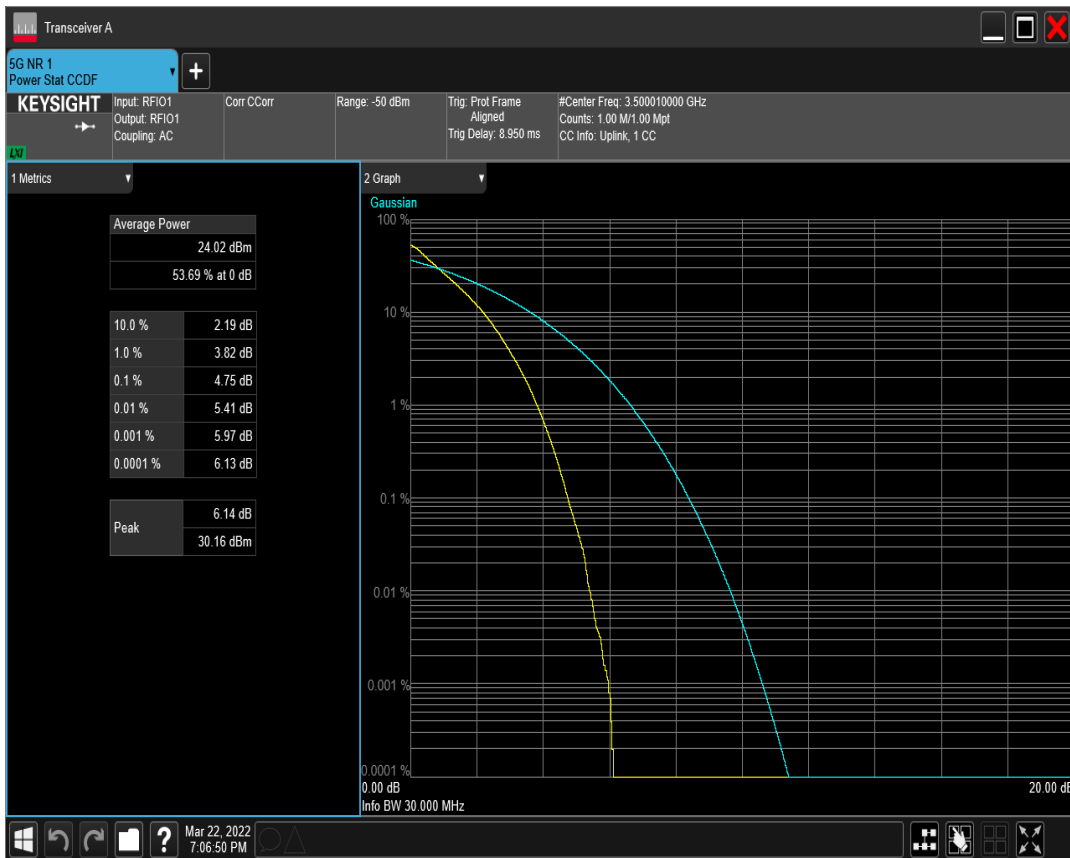 Transceiver A
5G NR 1
Power Stat CCDF
+
KEYSIGHT
LXI
Input: RFIO1
Output: RFIO1
Coupling: AC
Corr CCorr
Range: -50 dBm
Trig: Prot Frame
Aligned
Trig Delay: 8.950 ms
#Center Freq: 3.500010000 GHz
Counts: 1.00 M/1.00 Mpt
CC Info: Uplink, 1 CC
1 Metrics
Average Power
24.02 dBm
53.69 % at 0 dB
10.0 % 2.19 dB
1.0 % 3.82 dB
0.1 % 4.75 dB
0.01 % 5.41 dB
0.001 % 5.97 dB
0.0001 % 6.13 dB
Peak
6.14 dB
30.16 dBm
2 Graph
Gaussian
100 %
10 %
1 %
0.1 %
0.01 %
0.001 %
0.0001 %
0.00 dB 20.00 dB
Info BW 30.000 MHz
?
Mar 22, 2022
7:06:50 PM